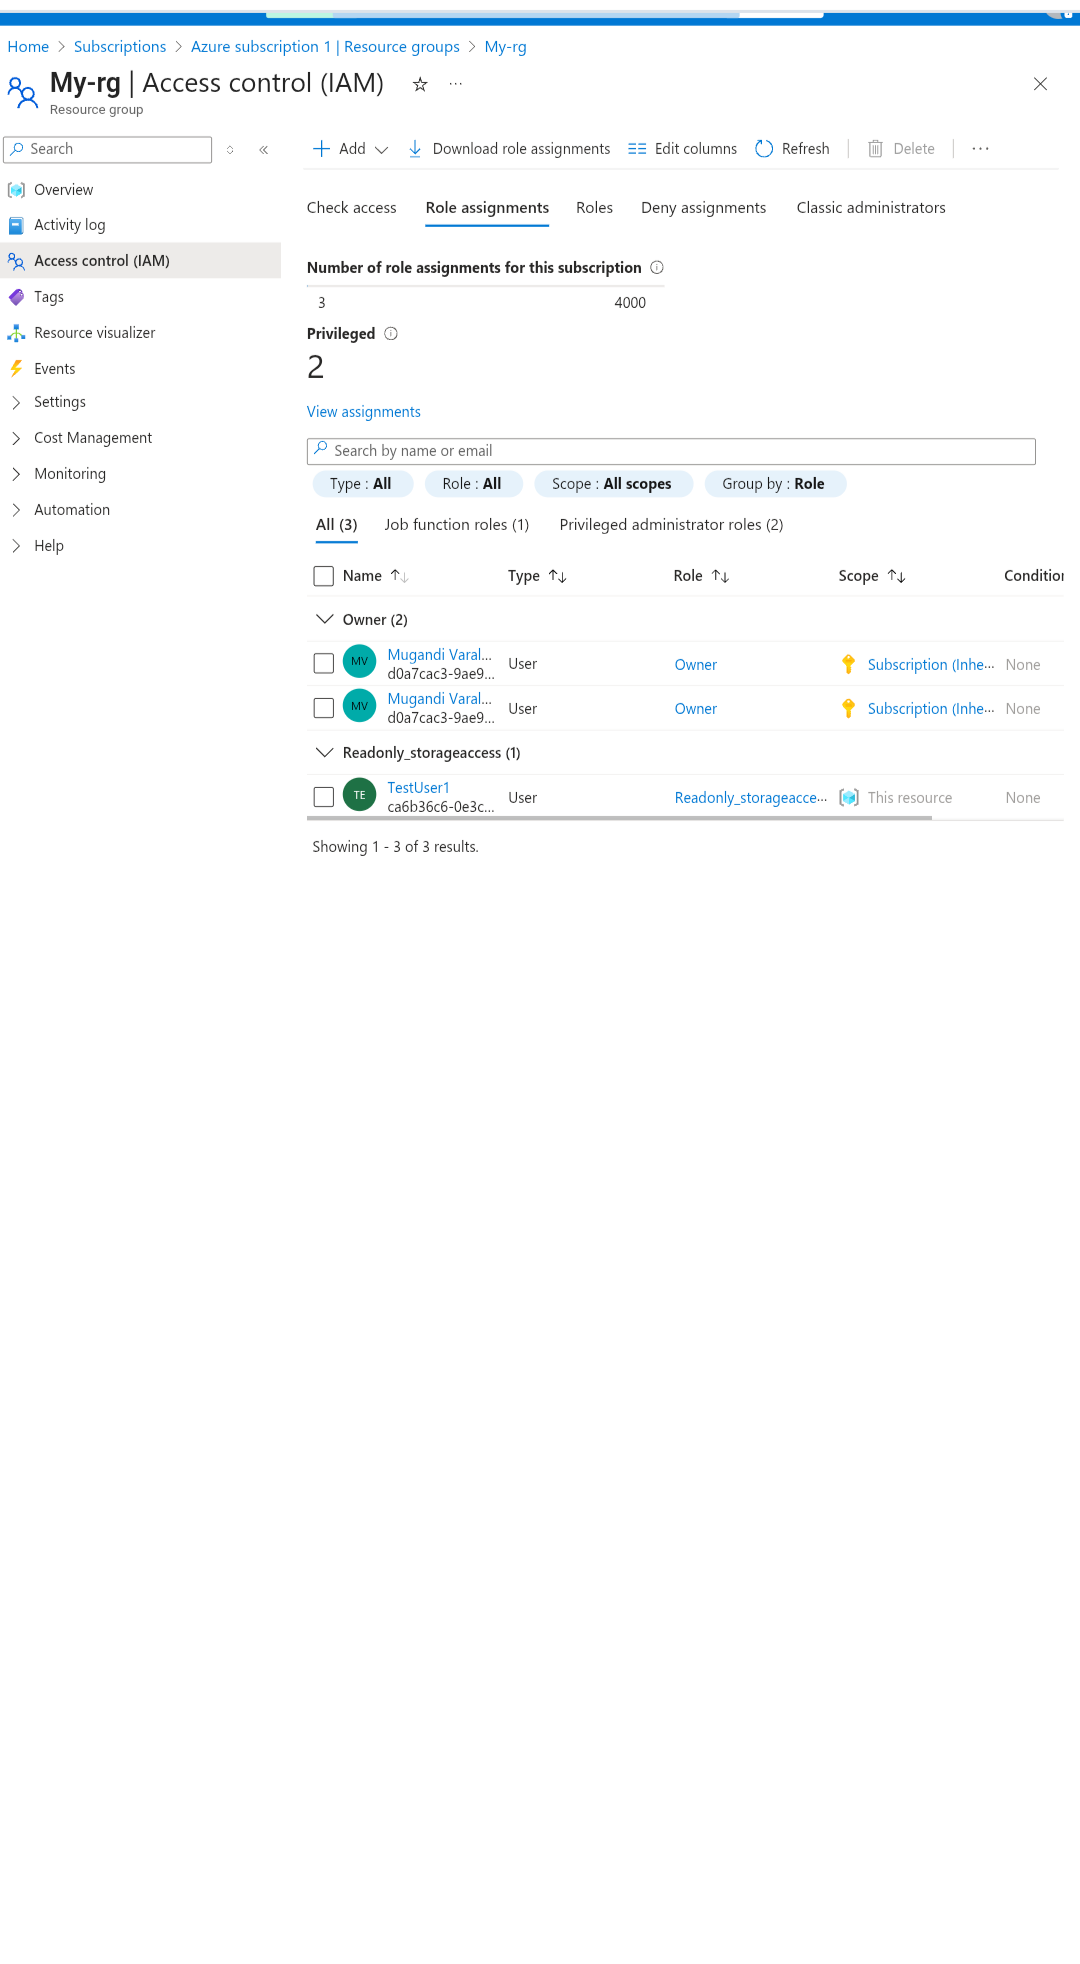 Home > Subscriptions > Azure subscription 1 | Resource groups > My-rg
My-rg | Access control (IAM)
Resource group
Search
Overview
Activity log
Access control (IAM)
Tags
Resource visualizer
Events
Settings
Cost Management
Monitoring
Automation
Help
Add Download role assignments Edit columns Refresh Delete ...
Check access Role assignments Roles Deny assignments Classic administrators
Number of role assignments for this subscription
3 4000
Privileged
2
View assignments
Search by name or email
Type : All Role : All Scope : All scopes Group by : Role
All (3) Job function roles (1) Privileged administrator roles (2)
Name Type Role Scope Condition
Owner (2)
MV Mugandi Varal... User Owner Subscription (Inhe... None
d0a7cac3-9ae9...
MV Mugandi Varal... User Owner Subscription (Inhe... None
d0a7cac3-9ae9...
Readonly_storageaccess (1)
TE TestUser1 User Readonly_storageacce... This resource None
ca6b36c6-0e3c...
Showing 1 - 3 of 3 results.